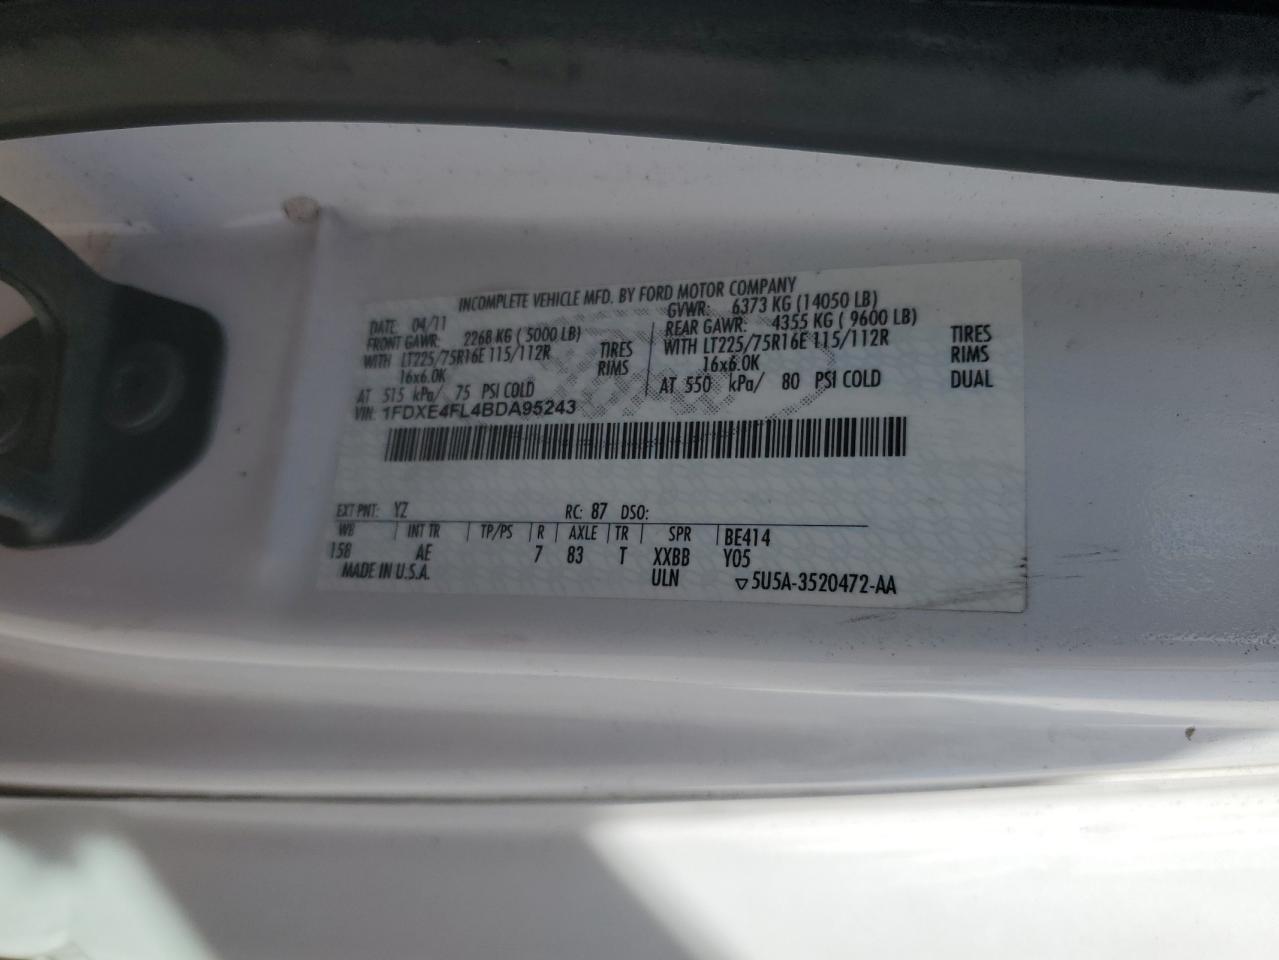 INCOMPLETE VEHICLE MFD. BY FORD MOTOR COMPANY
DATE: 04/11 GVWR: 6373 KG (14050 LB)
FRONT GAWR: 2268 KG ( 5000 LB) REAR GAWR: 4355 KG ( 9600 LB)
WITH LT225/75R16E 115/112R TIRES WITH LT225/75R16E 115/112R TIRES
16x6.0K RIMS 16x6.0K RIMS
AT 515 kPa/ 75 PSI COLD AT 550 kPa/ 80 PSI COLD DUAL
VIN: 1FDXE4FL4BDA95243
EXT PNT: YZ RC: 87 DSO:
WB INT TR TP/PS R AXLE TR SPR BE414
158 AE 7 83 T XXBB Y05
MADE IN U.S.A. ULN ▽5U5A-3520472-AA